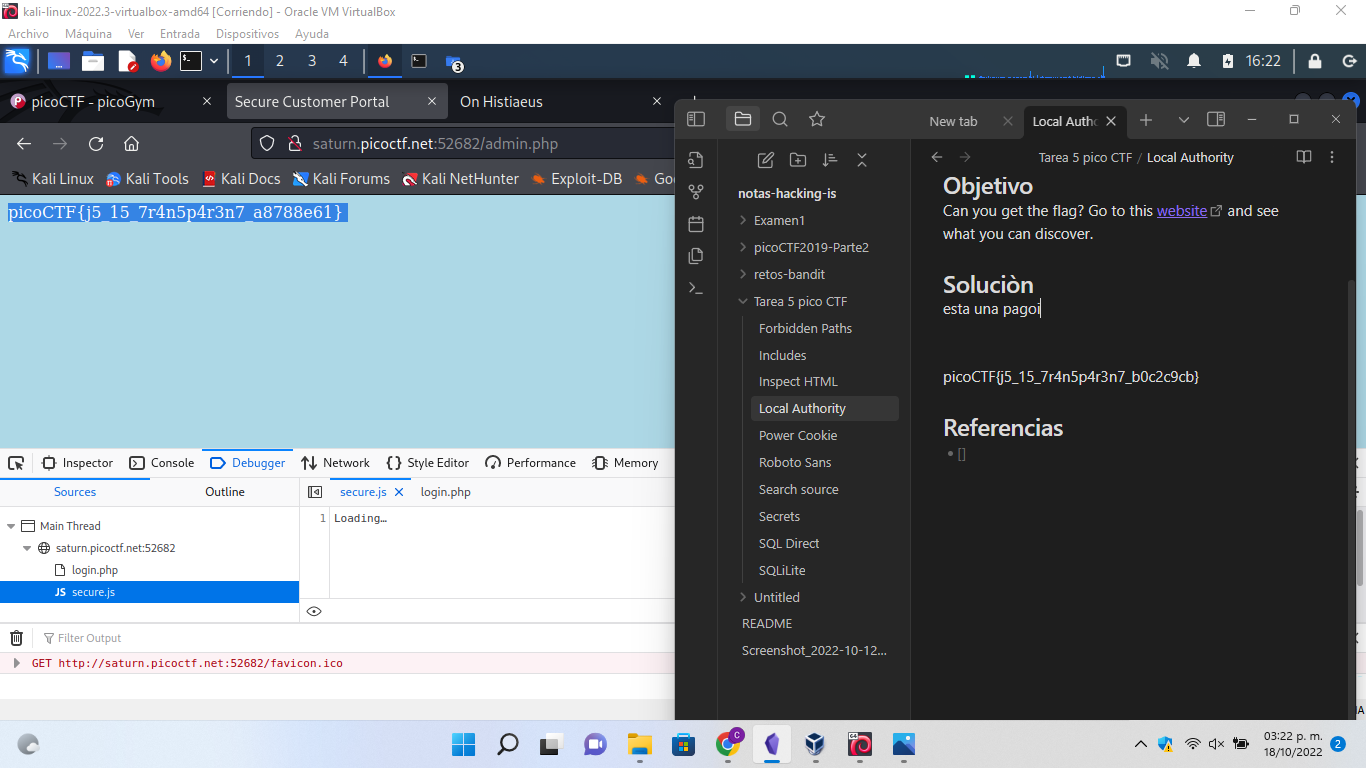 kali-linux-2022.3-virtualbox-amd64 [Corriendo] - Oracle VM VirtualBox
Archivo Máquina Ver Entrada Dispositivos Ayuda
1 2 3 4 3 16:22
picoCTF - picoGym Secure Customer Portal On Histiaeus
saturn.picoctf.net:52682/admin.php
Kali Linux Kali Tools Kali Docs Kali Forums Kali NetHunter Exploit-DB Goo
picoCTF{j5_15_7r4n5p4r3n7_a8788e61}
Inspector Console Debugger Network Style Editor Performance Memory
Sources Outline secure.js login.php
1 Loading…
Main Thread
saturn.picoctf.net:52682
login.php
JS secure.js
Filter Output
GET http://saturn.picoctf.net:52682/favicon.ico
New tab Local Autho
Tarea 5 pico CTF / Local Authority
notas-hacking-is
Examen1
picoCTF2019-Parte2
retos-bandit
Tarea 5 pico CTF
Forbidden Paths
Includes
Inspect HTML
Local Authority
Power Cookie
Roboto Sans
Search source
Secrets
SQL Direct
SQLiLite
Untitled
README
Screenshot_2022-10-12...
Objetivo
Can you get the flag? Go to this website and see
what you can discover.
Soluciòn
esta una pagoi
picoCTF{j5_15_7r4n5p4r3n7_b0c2c9cb}
Referencias
• []
03:22 p. m.
18/10/2022
2